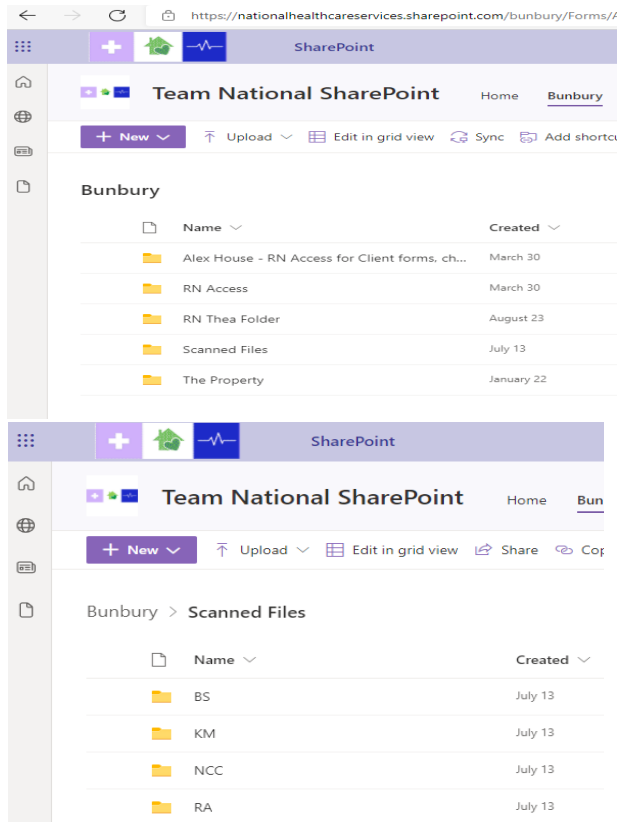 https://nationalhealthcareservices.sharepoint.com/bunbury/Forms/
SharePoint
Team National SharePoint Home Bunbury
New Upload Edit in grid view Sync Add shortcu
Bunbury
Name Created
Alex House - RN Access for Client forms, ch... March 30
RN Access March 30
RN Thea Folder August 23
Scanned Files July 13
The Property January 22
SharePoint
Team National SharePoint Home Bun
New Upload Edit in grid view Share Cop
Bunbury > Scanned Files
Name Created
BS July 13
KM July 13
NCC July 13
RA July 13